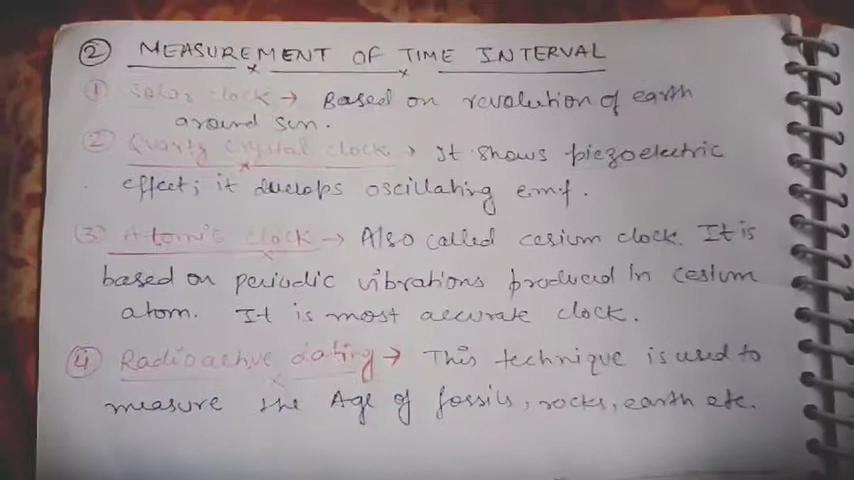 ② MEASUREMENT OF TIME INTERVAL
① Solar clock → Based on revolution of earth
around sun.
② Quartz crystal clock → It shows piezoelectric
effect; it develops oscillating emf.
(3) Atomic clock → Also called cesium clock. It is
based on periodic vibrations produced in cesium
atom. It is most accurate clock.
④ Radioactive dating → This technique is used to
measure the Age of fossils, rocks, earth etc.